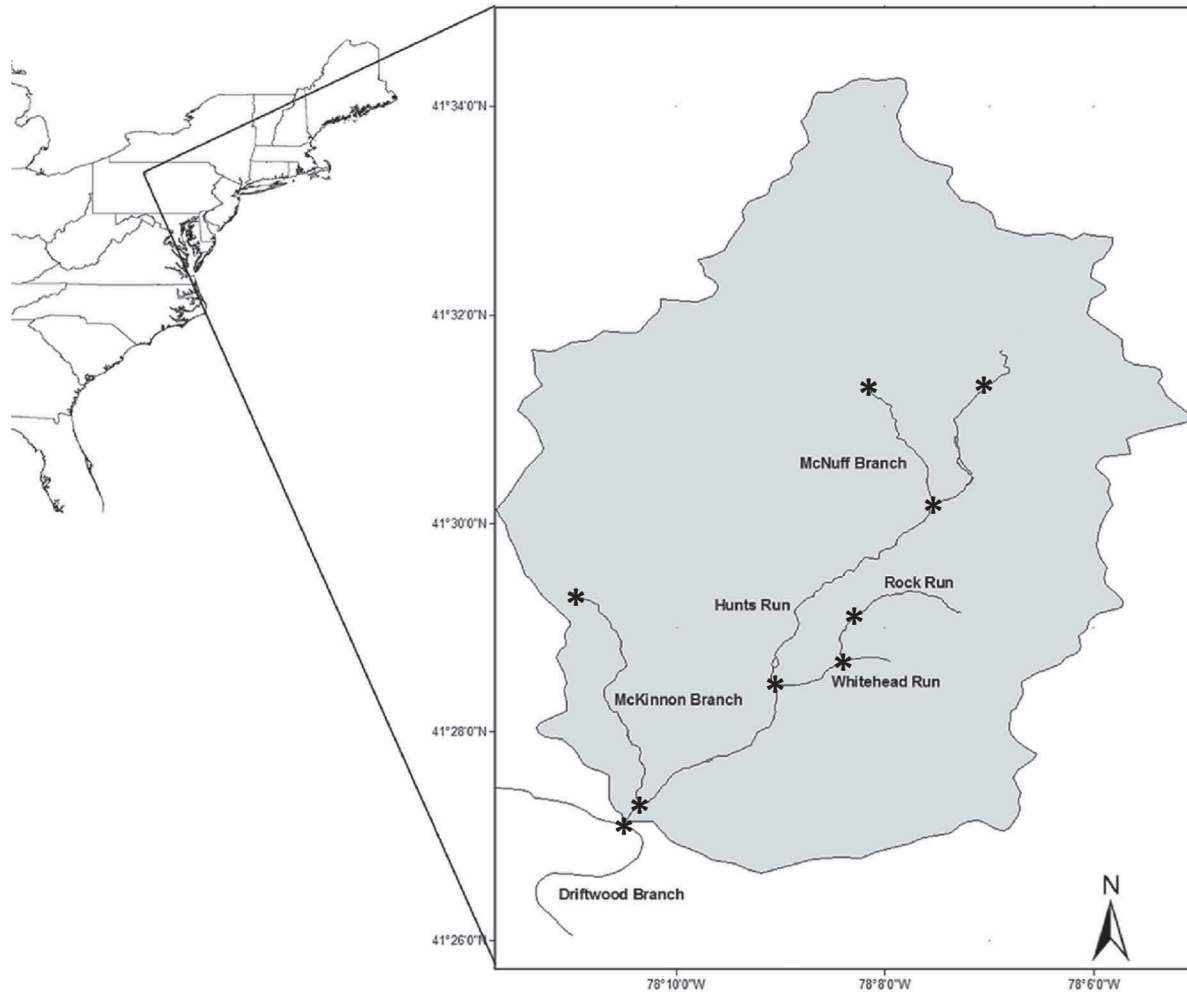 41°34'0"N
41°32'0"N
McNuff Branch
41°30'0"N
Rock Run
Hunts Run
Whitehead Run
McKinnon Branch
41°28'0"N
Driftwood Branch
N
41°26'0"N
78°10'0"W
78°8'0"W
78°6'0"W